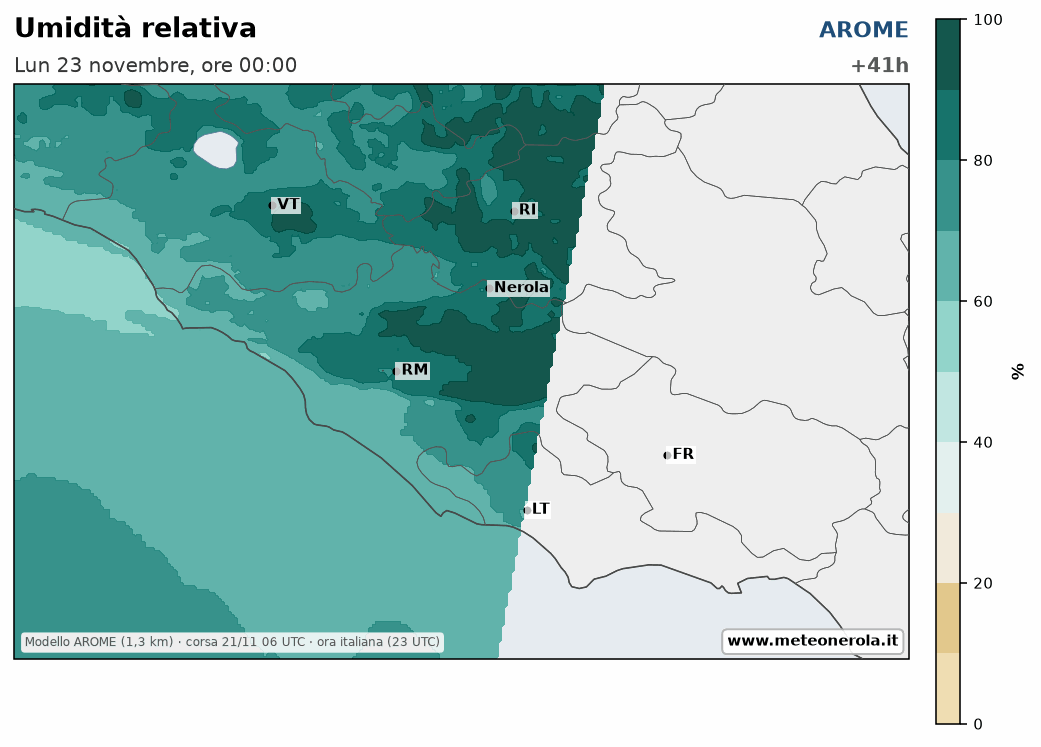 Umidità relativa
AROME
Lun 23 novembre, ore 00:00
+41h
VT
RI
Nerola
RM
FR
LT
Modello AROME (1,3 km) · corsa 21/11 06 UTC · ora italiana (23 UTC)
www.meteonerola.it
100
80
60
40
20
0
%